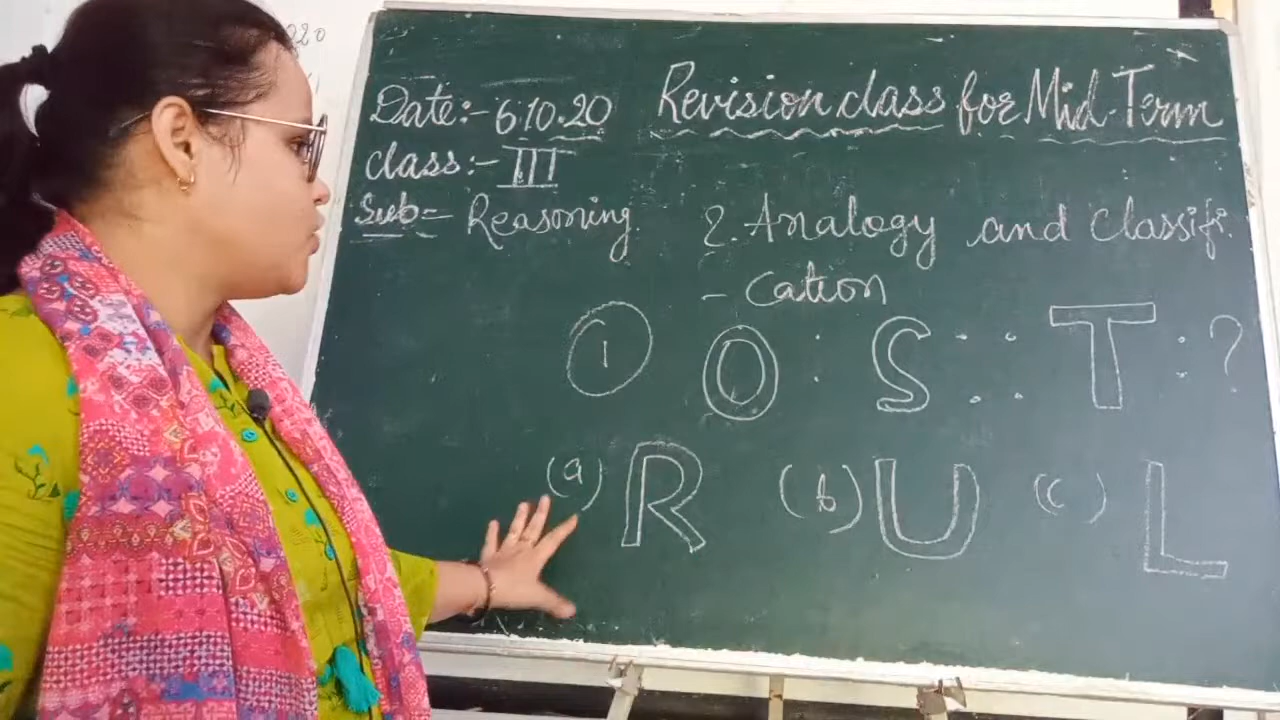 020
Date:- 6.10.20 Revision class for Mid-Term
class:- III
Sub:- Reasoning 2. Analogy and Classifi.
- cation
1 O : S :: T : ?
(a) R (b) U (c) L